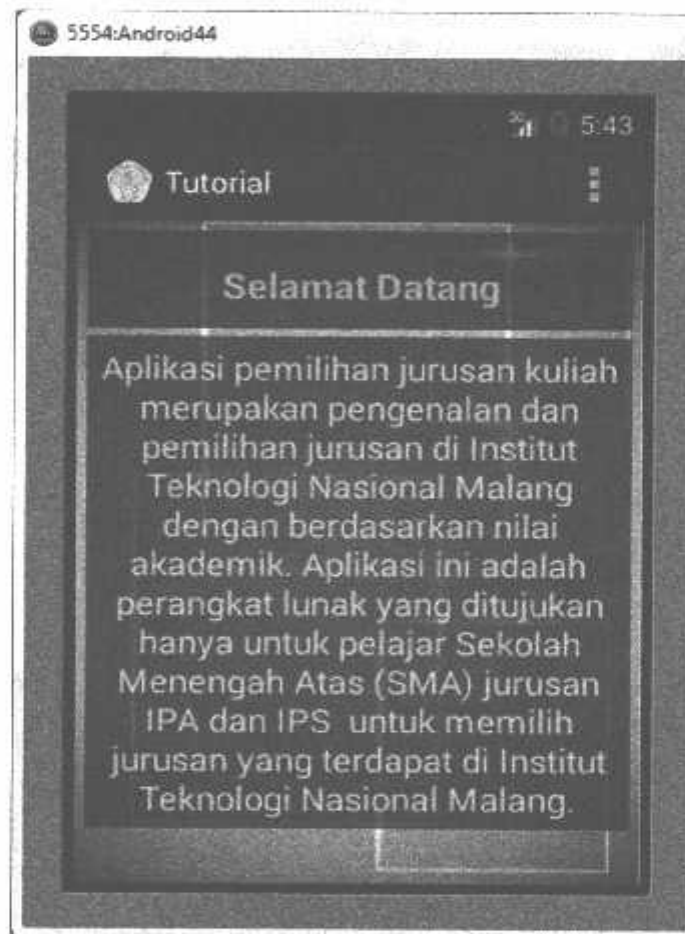 5554:Android44
3G 5:43
Tutorial
Selamat Datang
Aplikasi pemilihan jurusan kuliah
merupakan pengenalan dan
pemilihan jurusan di Institut
Teknologi Nasional Malang
dengan berdasarkan nilai
akademik. Aplikasi ini adalah
perangkat lunak yang ditujukan
hanya untuk pelajar Sekolah
Menengah Atas (SMA) jurusan
IPA dan IPS  untuk memilih
jurusan yang terdapat di Institut
Teknologi Nasional Malang.